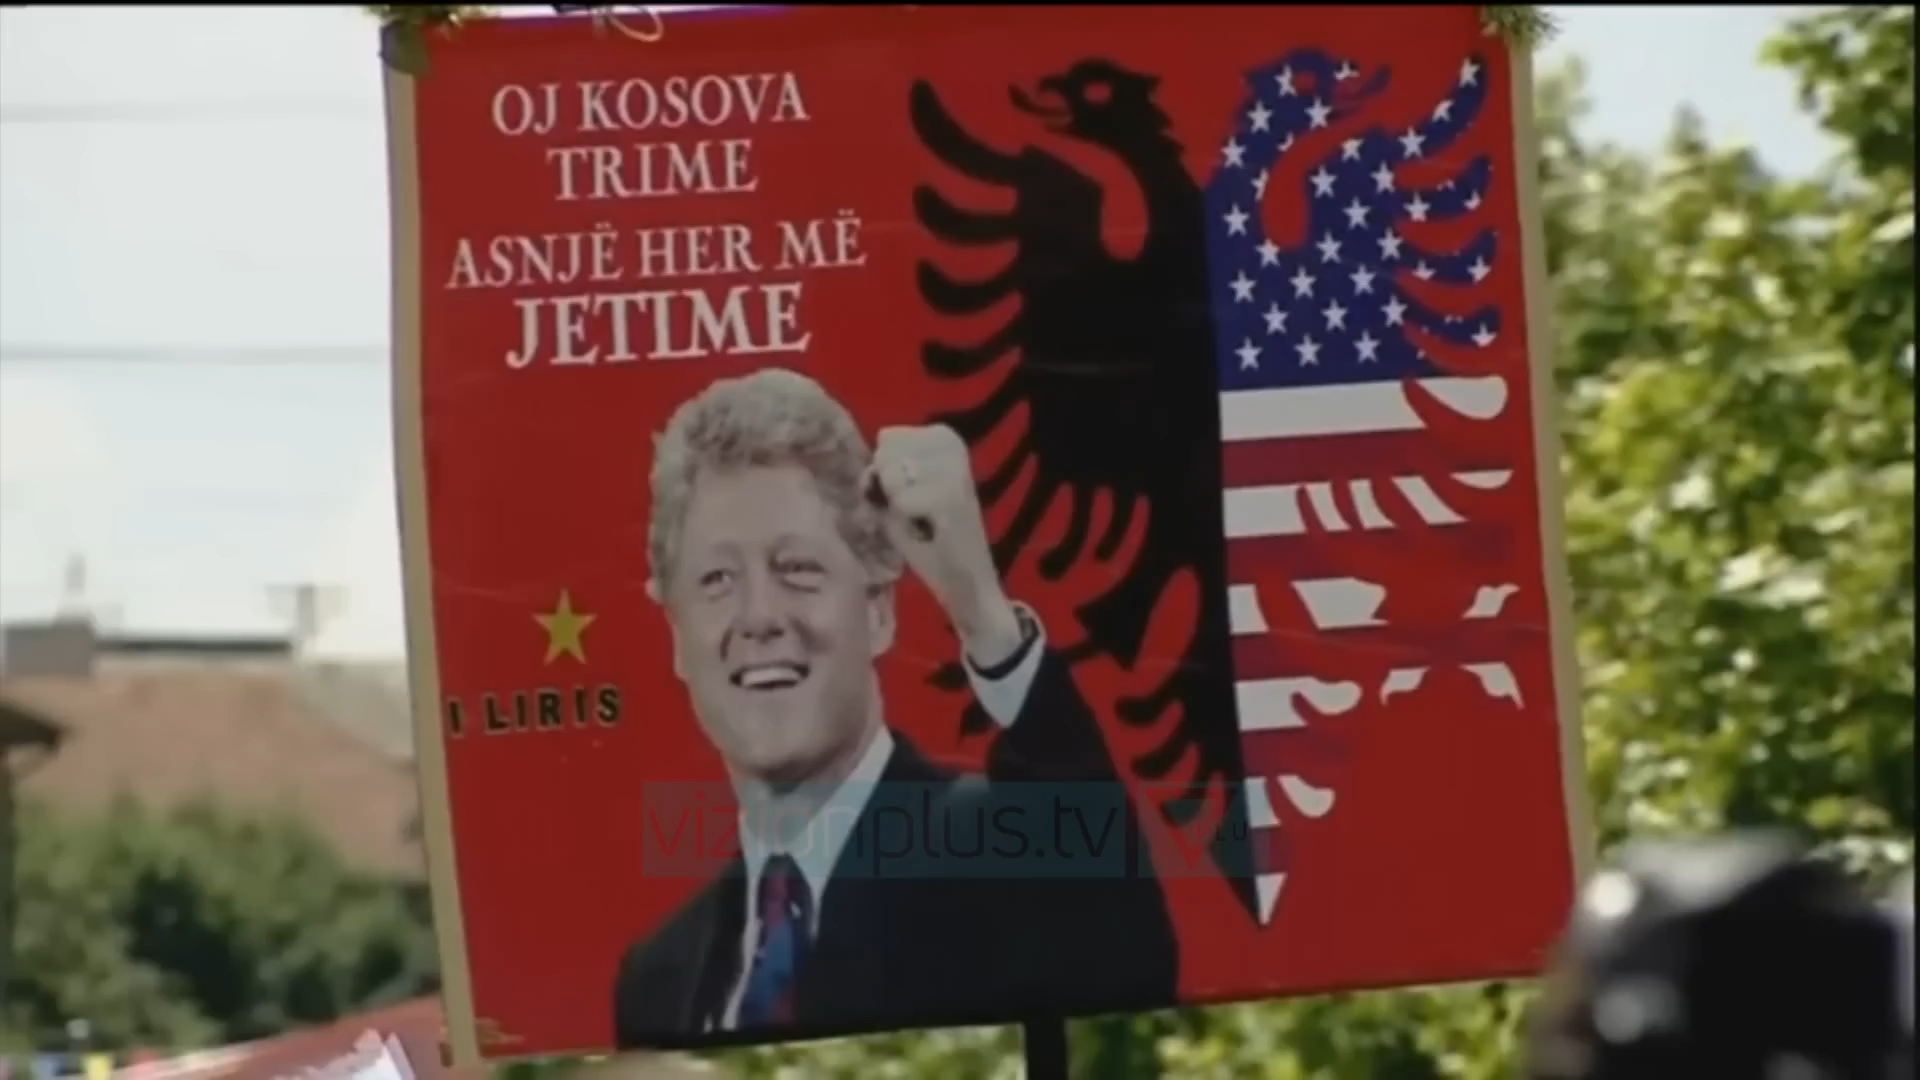 OJ KOSOVA
TRIME
ASNJË HER MË
JETIME
I LIRIS
vizionplus.tv